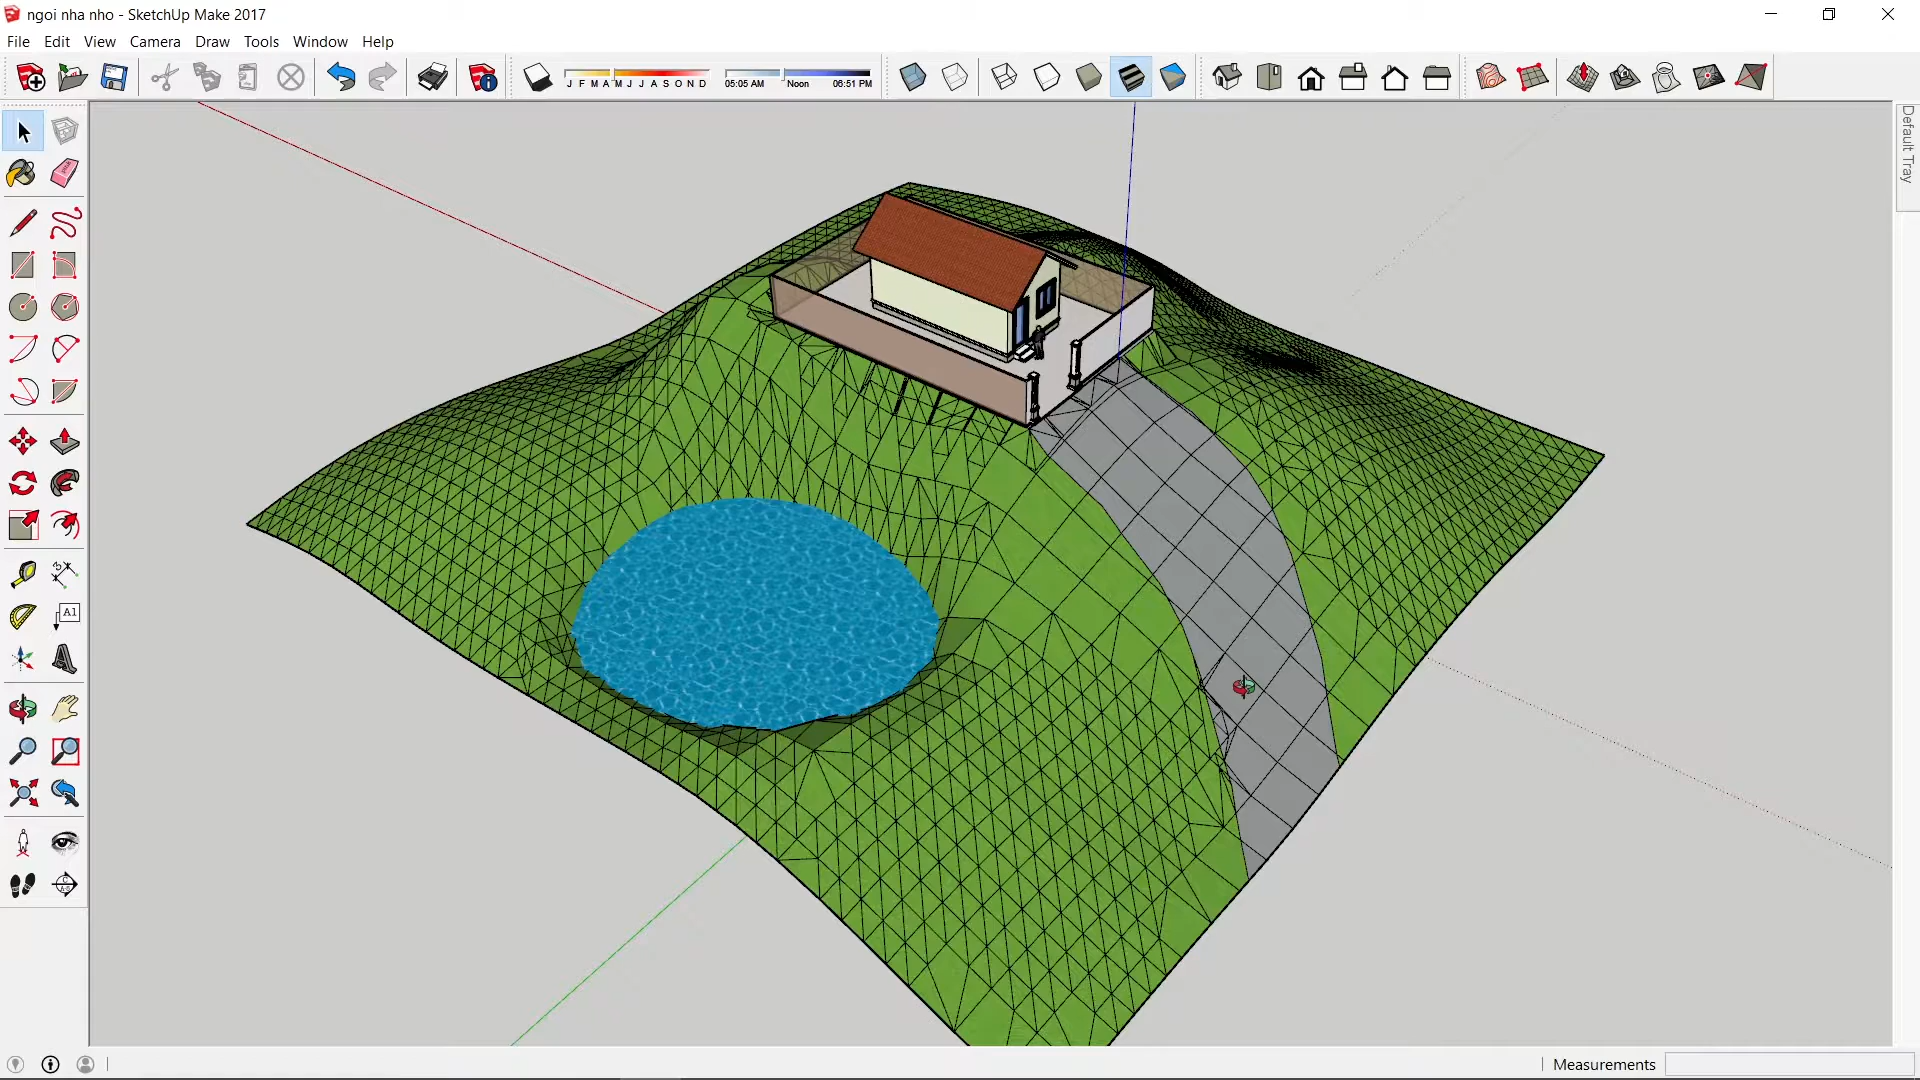 ngoi nha nho - SketchUp Make 2017
File Edit View Camera Draw Tools Window Help
J F M A M J J A S O N D
05:05 AM Noon 06:51 PM
Default Tray
A1
Measurements